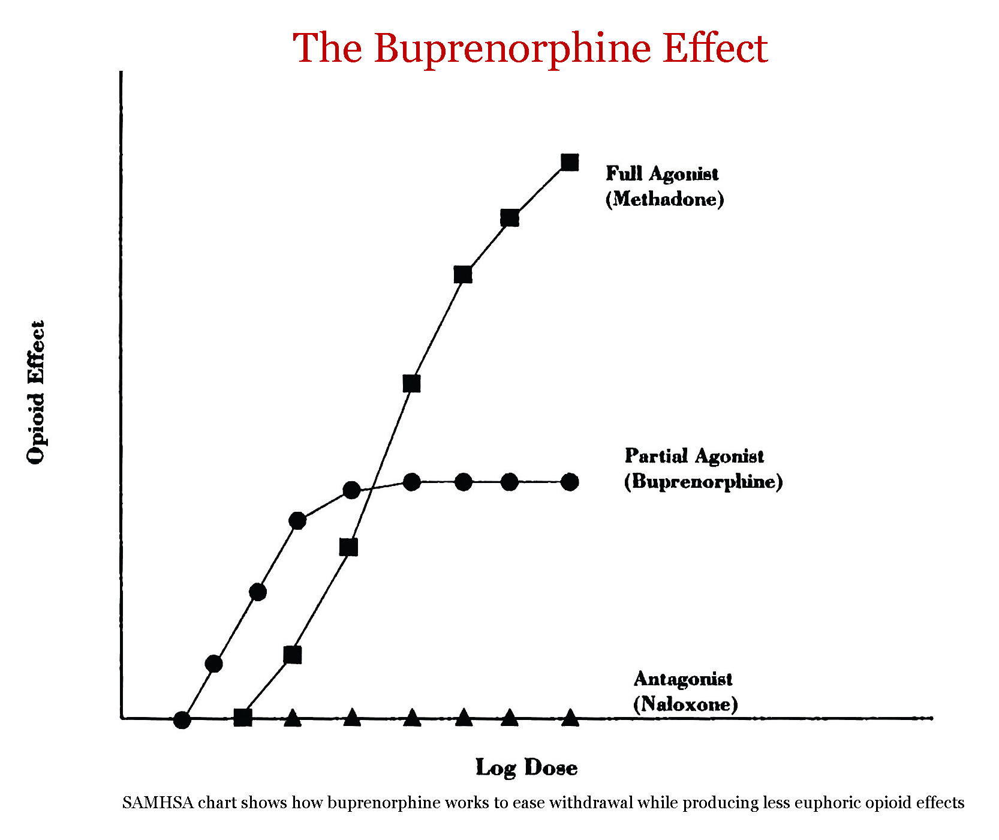 The Buprenorphine Effect
Opioid Effect
Full Agonist
(Methadone)
Partial Agonist
(Buprenorphine)
Antagonist
(Naloxone)
Log Dose
SAMHSA chart shows how buprenorphine works to ease withdrawal while producing less euphoric opioid effects